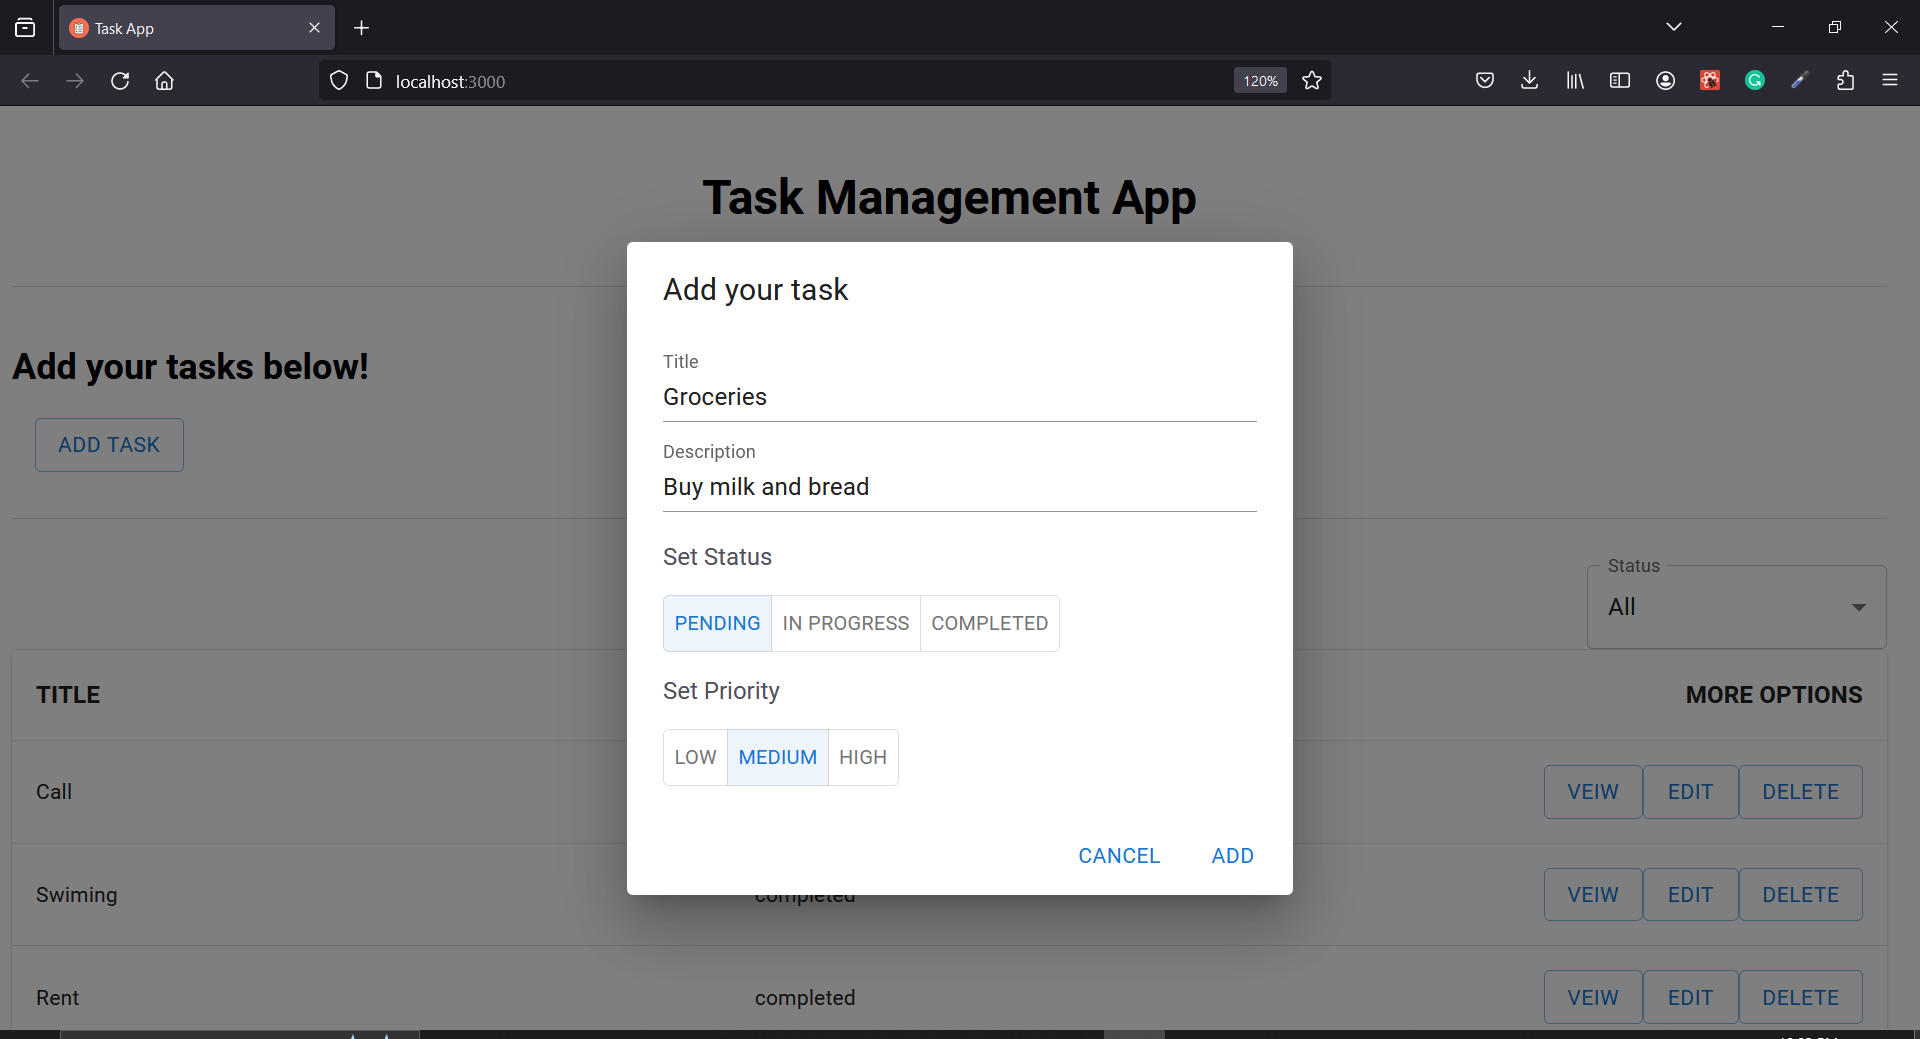 Task App
localhost:3000
120%
Task Management App
Add your task
Title
Groceries
Description
Buy milk and bread
Set Status
PENDING IN PROGRESS COMPLETED
Set Priority
LOW MEDIUM HIGH
CANCEL ADD
Add your tasks below!
ADD TASK
Status
All
TITLE MORE OPTIONS
Call VEIW EDIT DELETE
Swiming completed VEIW EDIT DELETE
Rent completed VEIW EDIT DELETE